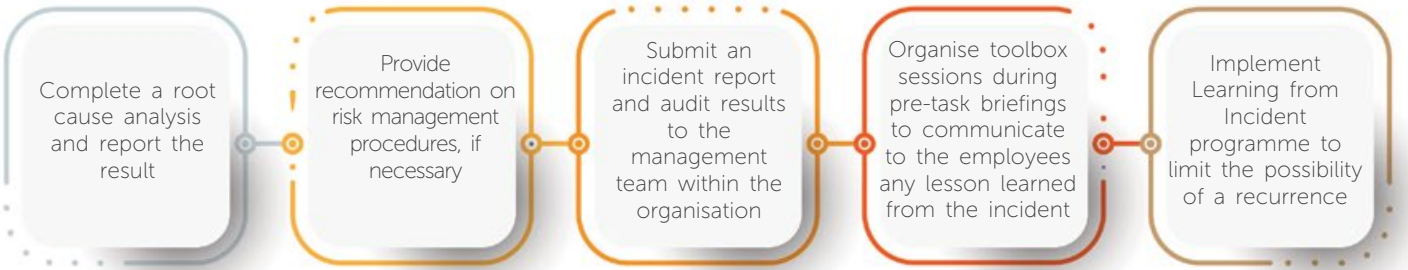 Complete a root
cause analysis
and report the
result
Provide
recommendation on
risk management
procedures, if
necessary
Submit an
incident report
and audit results
to the
management
team within the
organisation
Organise toolbox
sessions during
pre-task briefings
to communicate
to the employees
any lesson learned
from the incident
Implement
Learning from
Incident
programme to
limit the possibility
of a recurrence